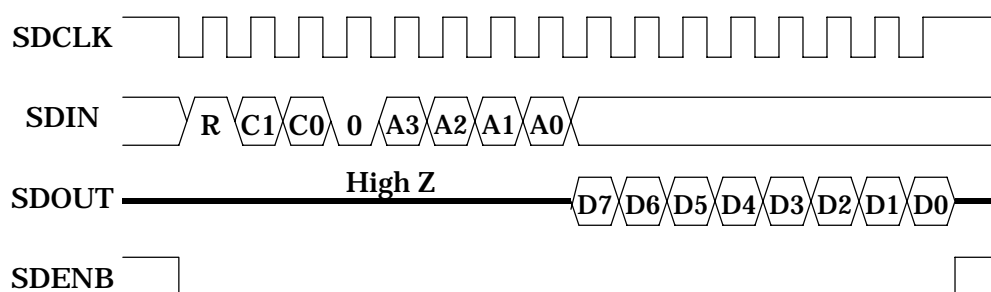 SDCLK
SDIN R C1 C0 0 A3 A2 A1 A0
High Z
SDOUT D7 D6 D5 D4 D3 D2 D1 D0
SDENB